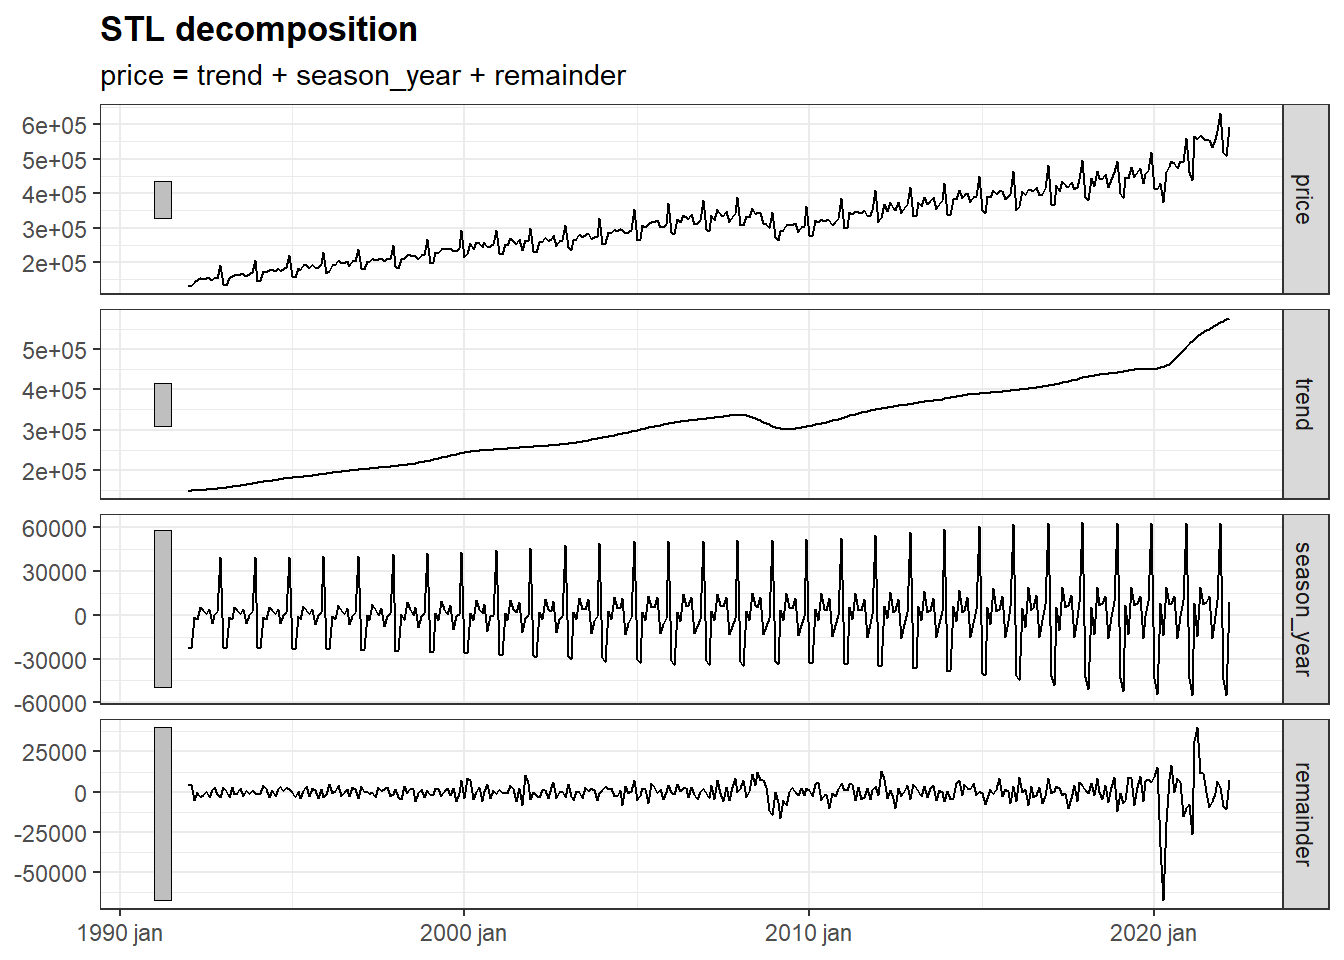 STL decomposition
price = trend + season_year + remainder
6e+05
5e+05
4e+05
3e+05
2e+05
price
5e+05
4e+05
3e+05
2e+05
trend
60000
30000
0
-30000
-60000
season_year
25000
0
-25000
-50000
remainder
1990 jan
2000 jan
2010 jan
2020 jan